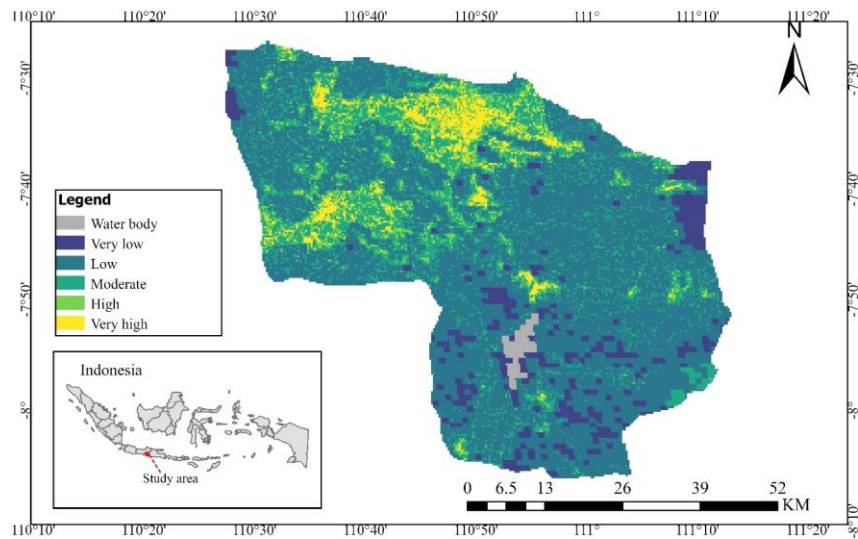 110°10' 110°20' 110°30' 110°40' 110°50' 111° 111°10' 111°20'
N
-7°30'
-7°30'
-7°40'
-7°40'
Legend
Water body
Very low
Low
Moderate
High
Very high
-7°50'
-7°50'
Indonesia
Study area
-8°
-8°
0 6.5 13 26 39 52
KM
-8°10'
110°10' 110°20' 110°30' 110°40' 110°50' 111° 111°10' 111°20'